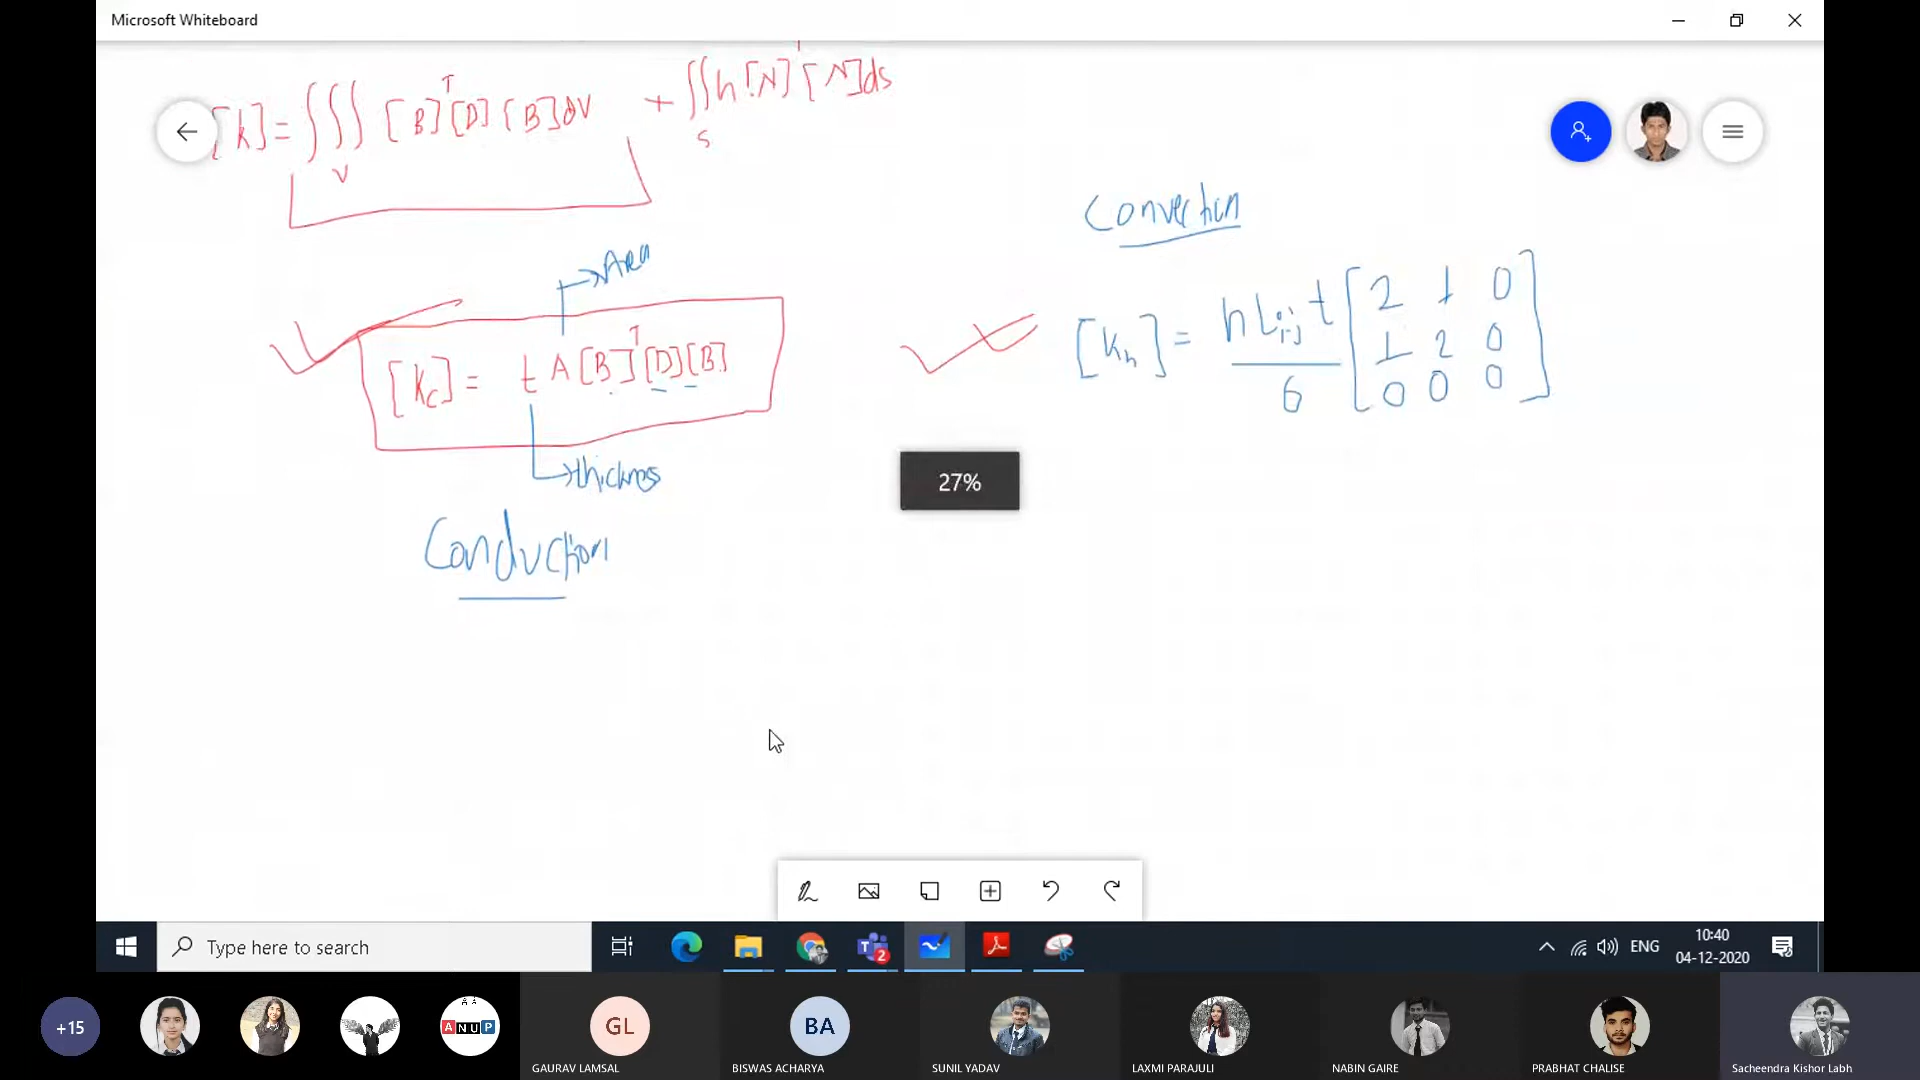 Microsoft Whiteboard
[k] = ∭ [B]ᵀ [D] [B] dV + ∬ h [N]ᵀ [N] ds
V
S
Convection
Area
[Kc] = t A [B]ᵀ [D] [B]
[Kh] = h Lij t / 6 [2 1 0
1 2 0
0 0 0]
thickness
27%
Conduction
Type here to search
2
ENG
10:40
04-12-2020
+15
ANUP
GL
BA
GAURAV LAMSAL
BISWAS ACHARYA
SUNIL YADAV
LAXMI PARAJULI
NABIN GAIRE
PRABHAT CHALISE
Sacheendra Kishor Labh